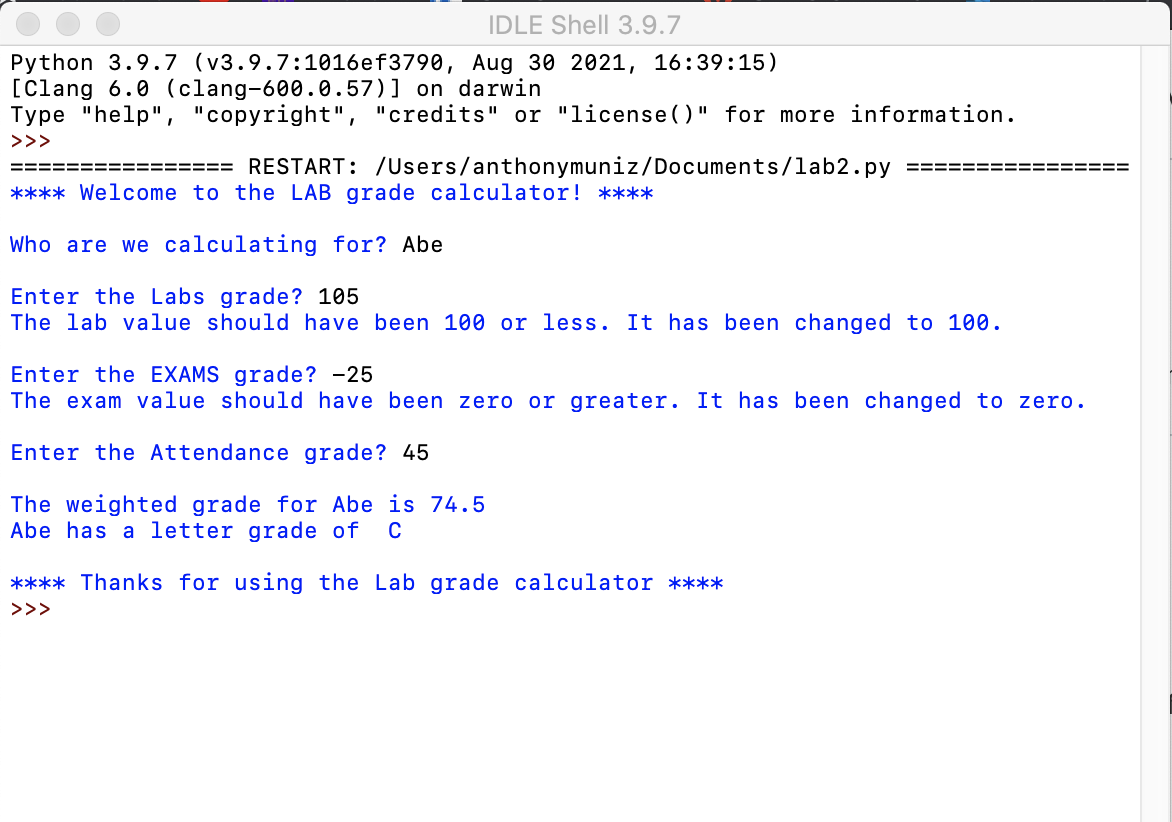 IDLE Shell 3.9.7
Python 3.9.7 (v3.9.7:1016ef3790, Aug 30 2021, 16:39:15)
[Clang 6.0 (clang-600.0.57)] on darwin
Type "help", "copyright", "credits" or "license()" for more information.
>>>
================ RESTART: /Users/anthonymuniz/Documents/lab2.py ================
**** Welcome to the LAB grade calculator! ****
Who are we calculating for? Abe
Enter the Labs grade? 105
The lab value should have been 100 or less. It has been changed to 100.
Enter the EXAMS grade? -25
The exam value should have been zero or greater. It has been changed to zero.
Enter the Attendance grade? 45
The weighted grade for Abe is 74.5
Abe has a letter grade of  C
**** Thanks for using the Lab grade calculator ****
>>>